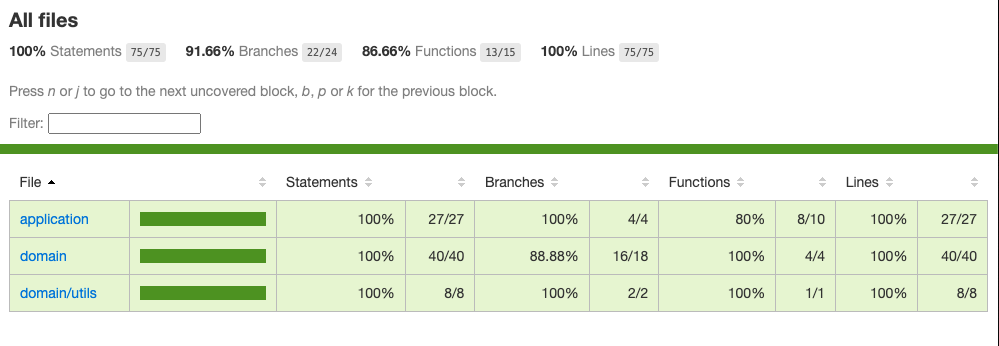 All files
100% Statements 75/75 91.66% Branches 22/24 86.66% Functions 13/15 100% Lines 75/75
Press n or j to go to the next uncovered block, b, p or k for the previous block.
Filter:
File Statements Branches Functions Lines
application 100% 27/27 100% 4/4 80% 8/10 100% 27/27
domain 100% 40/40 88.88% 16/18 100% 4/4 100% 40/40
domain/utils 100% 8/8 100% 2/2 100% 1/1 100% 8/8